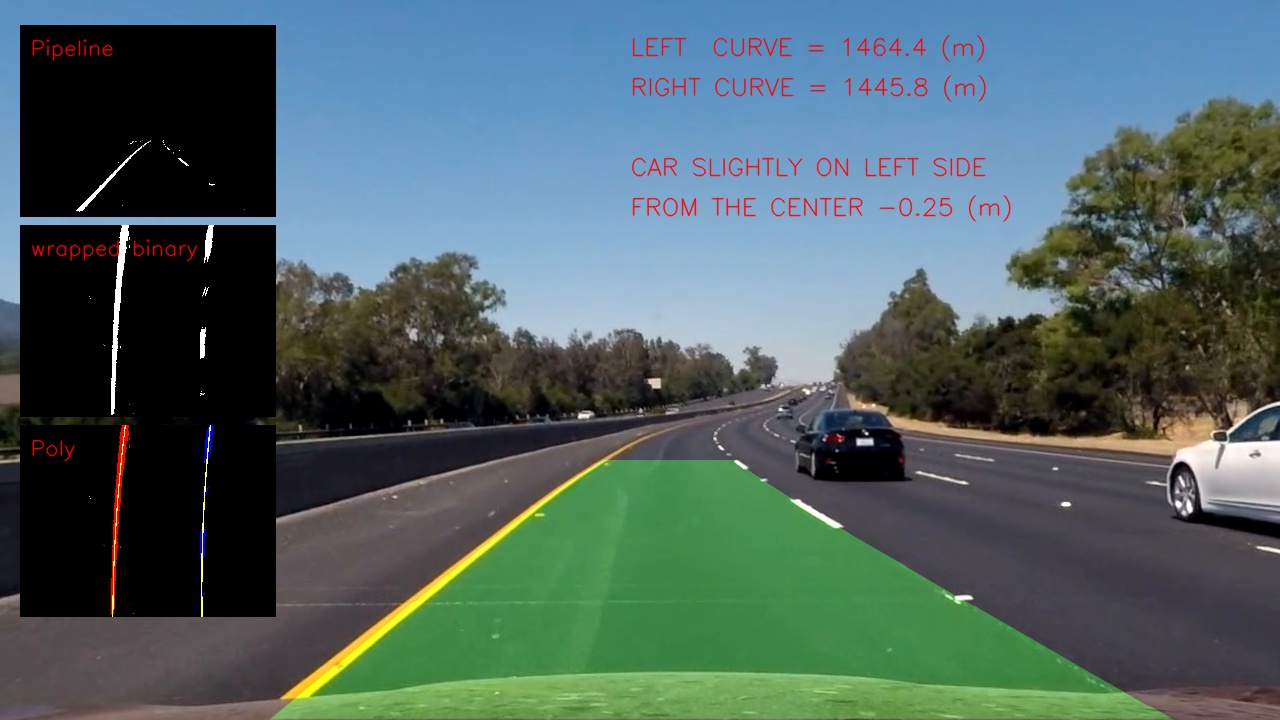 Pipeline
LEFT CURVE = 1464.4 (m)
RIGHT CURVE = 1445.8 (m)
CAR SLIGHTLY ON LEFT SIDE
FROM THE CENTER -0.25 (m)
wrapped binary
Poly